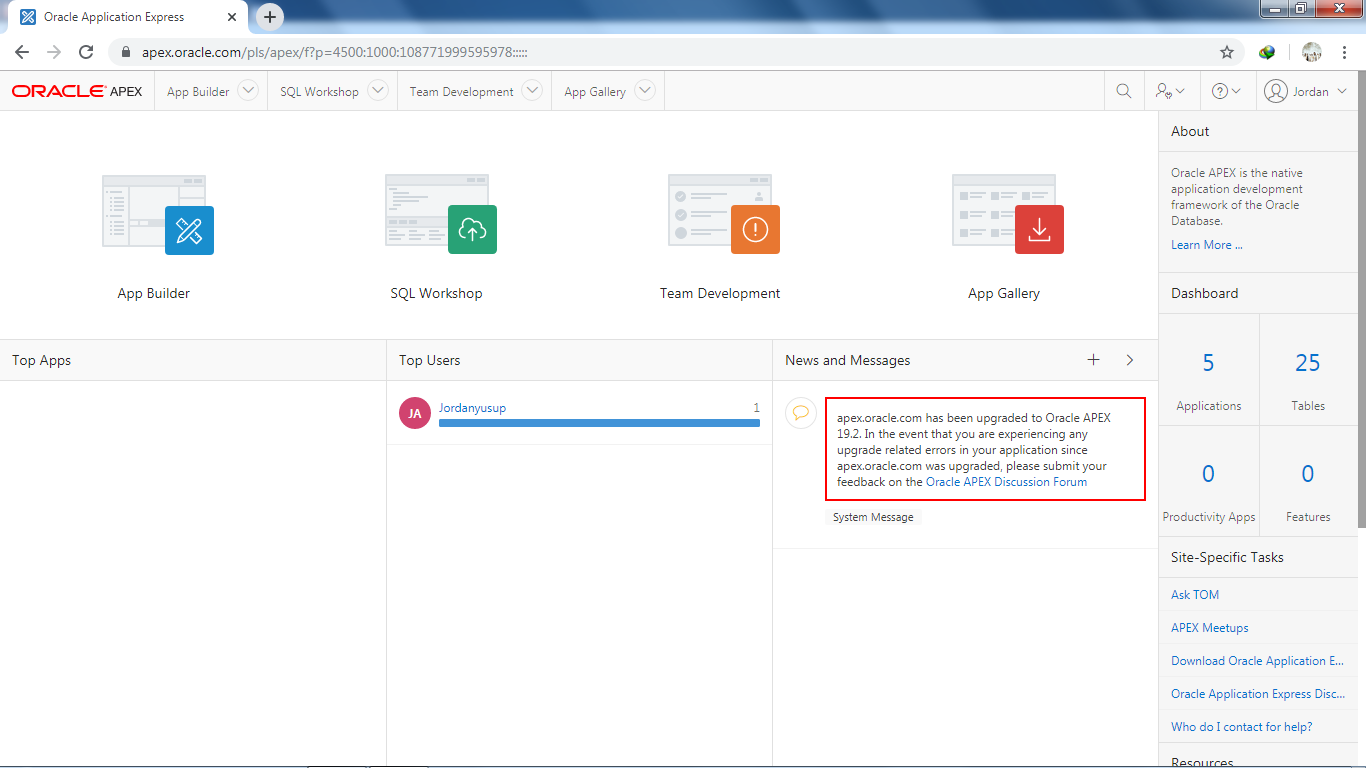 Oracle Application Express
apex.oracle.com/pls/apex/f?p=4500:1000:108771999595978:::::
ORACLE APEX
App Builder
SQL Workshop
Team Development
App Gallery
Jordan
App Builder
SQL Workshop
Team Development
App Gallery
Top Apps
Top Users
JA
Jordanyusup
1
News and Messages
apex.oracle.com has been upgraded to Oracle APEX
19.2. In the event that you are experiencing any
upgrade related errors in your application since
apex.oracle.com was upgraded, please submit your
feedback on the Oracle APEX Discussion Forum
System Message
About
Oracle APEX is the native
application development
framework of the Oracle
Database.
Learn More ...
Dashboard
5
Applications
25
Tables
0
Productivity Apps
0
Features
Site-Specific Tasks
Ask TOM
APEX Meetups
Download Oracle Application E...
Oracle Application Express Disc...
Who do I contact for help?
Resources